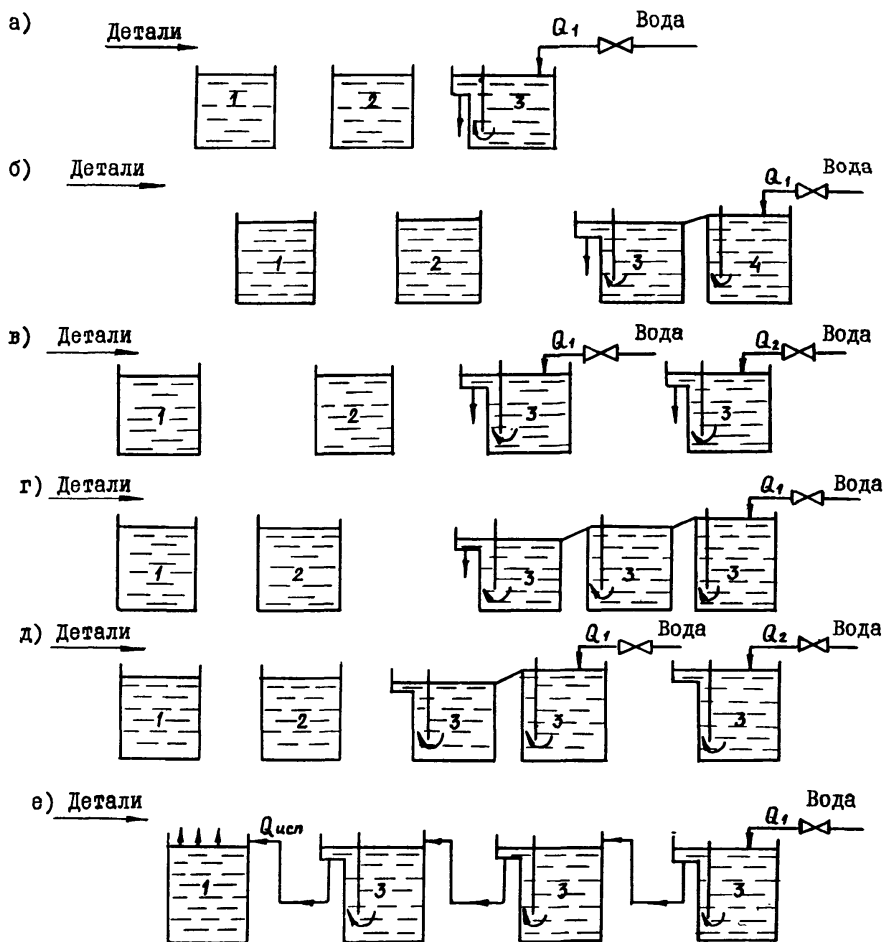 а) Детали Q1 Вода
1 2 3
б) Детали Q1 Вода
1 2 3 4
в) Детали Q1 Вода Q2 Вода
1 2 3 3
г) Детали Q1 Вода
1 2 3 3 3
д) Детали Q1 Вода Q2 Вода
1 2 3 3 3
е) Детали Qисп Q1 Вода
1 3 3 3